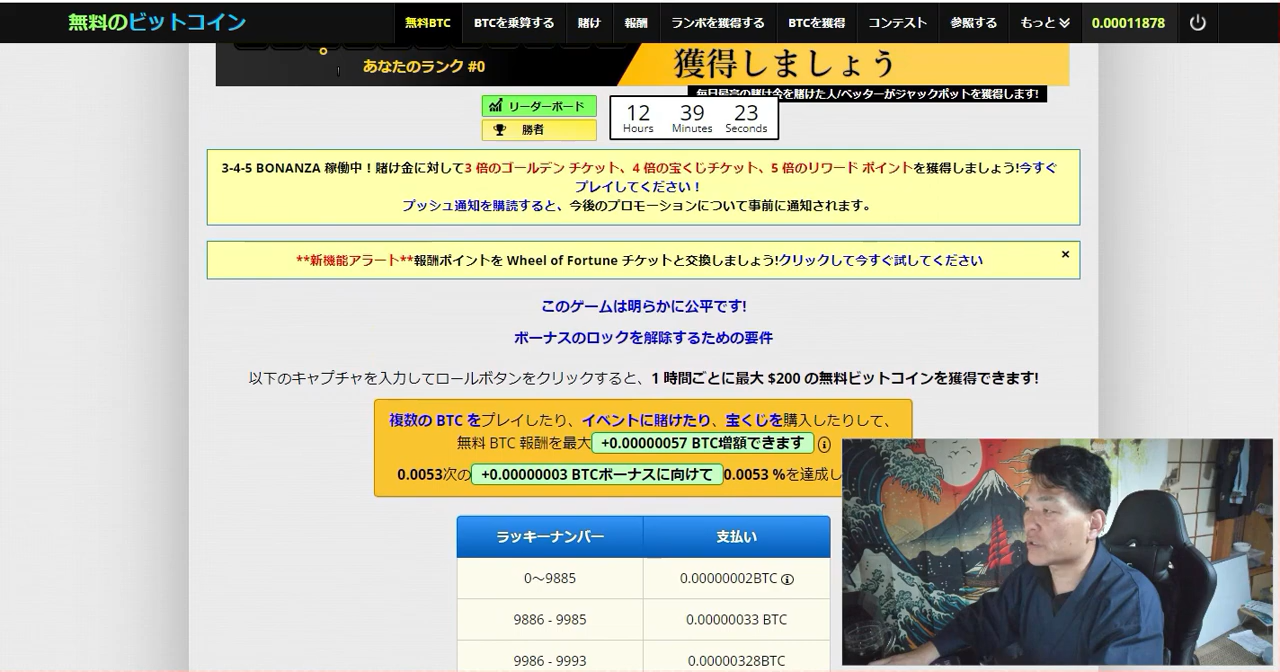 無料のビットコイン
無料BTC
BTCを乗算する
賭け
報酬
ランボを獲得する
BTCを獲得
コンテスト
参照する
もっと
0.00011878
あなたのランク #0
獲得しましょう
毎日最高の賭け金を賭けた人/ベッターがジャックポットを獲得します!
リーダーボード
勝者
12 39 23
Hours Minutes Seconds
3-4-5 BONANZA 稼働中！賭け金に対して3 倍のゴールデン チケット、4 倍の宝くじチケット、5 倍のリワード ポイントを獲得しましょう!今すぐ
プレイしてください！
プッシュ通知を購読すると、今後のプロモーションについて事前に通知されます。
**新機能アラート**報酬ポイントを Wheel of Fortune チケットと交換しましょう!クリックして今すぐ試してください
×
このゲームは明らかに公平です!
ボーナスのロックを解除するための要件
以下のキャプチャを入力してロールボタンをクリックすると、1 時間ごとに最大 $200 の無料ビットコインを獲得できます!
複数の BTC をプレイしたり、イベントに賭けたり、宝くじを購入したりして、
無料 BTC 報酬を最大 +0.00000057 BTC増額できます
0.0053次の +0.00000003 BTCボーナスに向けて 0.0053 %を達成し
ラッキーナンバー 支払い
0〜9885 0.00000002BTC
9886 - 9985 0.00000033 BTC
9986 - 9993 0.00000328BTC